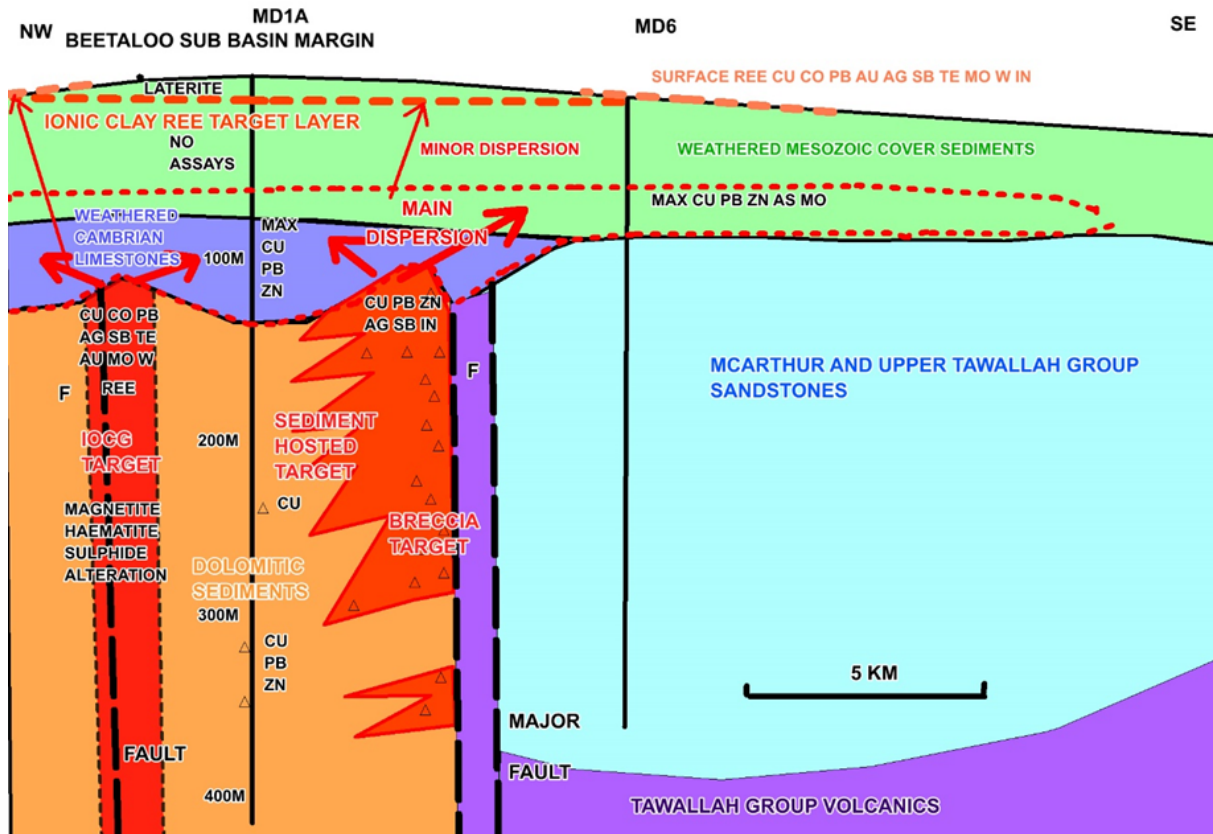 NW
MD1A
BEETALOO SUB BASIN MARGIN
MD6
SE
LATERITE
SURFACE REE CU CO PB AU AG SB TE MO W IN
IONIC CLAY REE TARGET LAYER
NO
ASSAYS
MINOR DISPERSION
WEATHERED MESOZOIC COVER SEDIMENTS
MAX CU PB ZN AS MO
WEATHERED
CAMBRIAN
LIMESTONES
100M
MAX
CU
PB
ZN
MAIN
DISPERSION
CU CO PB
AG SB TE
AU MO W
REE
CU PB ZN
AG SB IN
F
F
MCARTHUR AND UPPER TAWALLAH GROUP
SANDSTONES
IOCG
TARGET
200M
SEDIMENT
HOSTED
TARGET
CU
MAGNETITE
HAEMATITE
SULPHIDE
ALTERATION
BRECCIA
TARGET
DOLOMITIC
SEDIMENTS
300M
CU
PB
ZN
5 KM
FAULT
MAJOR
FAULT
400M
TAWALLAH GROUP VOLCANICS